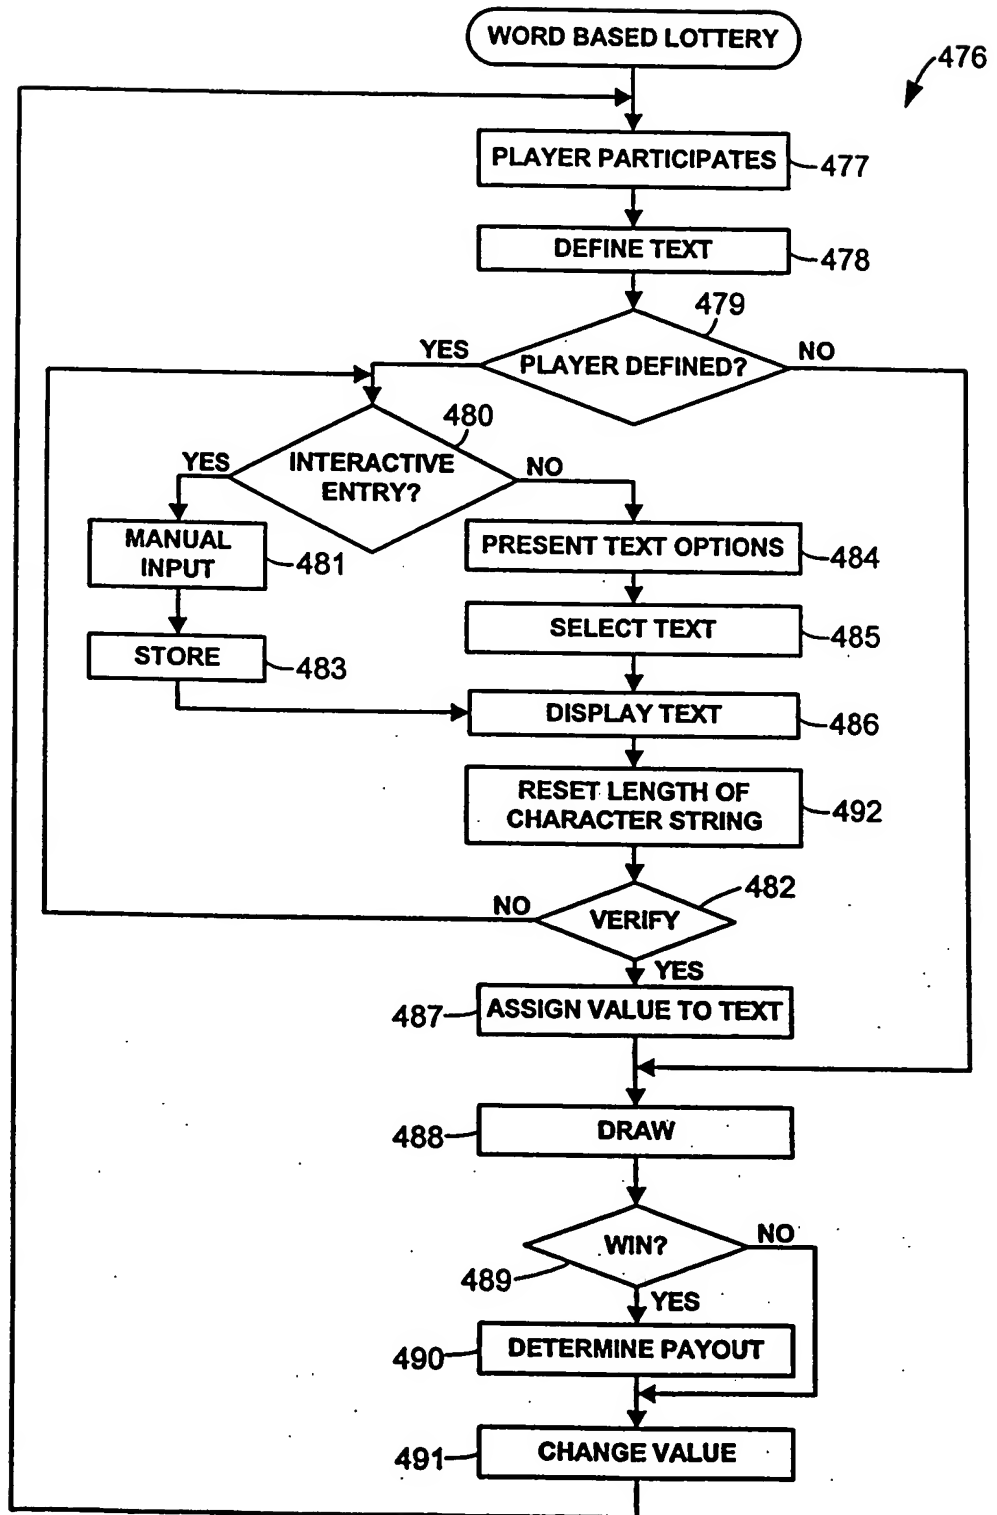 WORD BASED LOTTERY
476
PLAYER PARTICIPATES
477
DEFINE TEXT
478
479
PLAYER DEFINED?
YES
NO
480
INTERACTIVE
ENTRY?
YES
NO
MANUAL
INPUT
481
PRESENT TEXT OPTIONS
484
SELECT TEXT
485
STORE
483
DISPLAY TEXT
486
RESET LENGTH OF
CHARACTER STRING
492
482
VERIFY
NO
YES
487
ASSIGN VALUE TO TEXT
488
DRAW
WIN?
NO
489
YES
490
DETERMINE PAYOUT
491
CHANGE VALUE